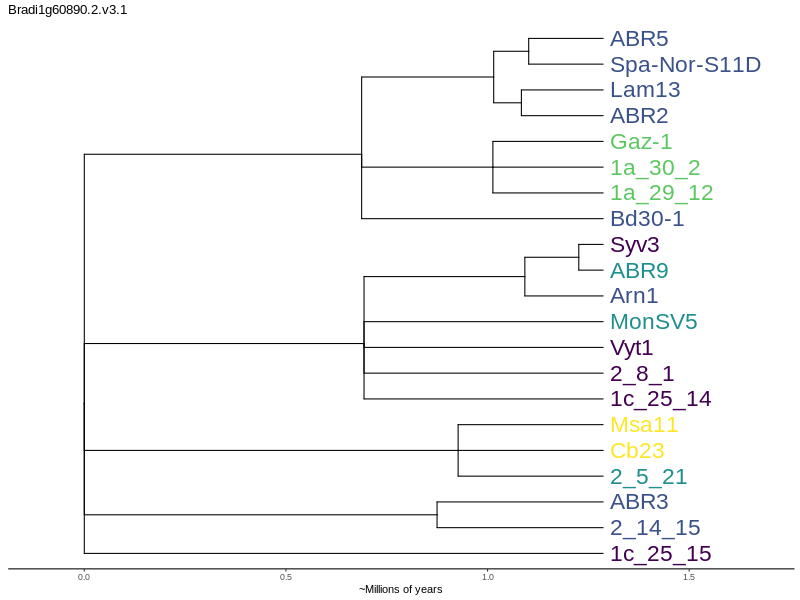 Bradi1g60890.2.v3.1
ABR5
Spa-Nor-S11D
Lam13
ABR2
Gaz-1
1a_30_2
1a_29_12
Bd30-1
Syv3
ABR9
Arn1
MonSV5
Vyt1
2_8_1
1c_25_14
Msa11
Cb23
2_5_21
ABR3
2_14_15
1c_25_15
0.0 0.5 1.0 1.5
~Millions of years